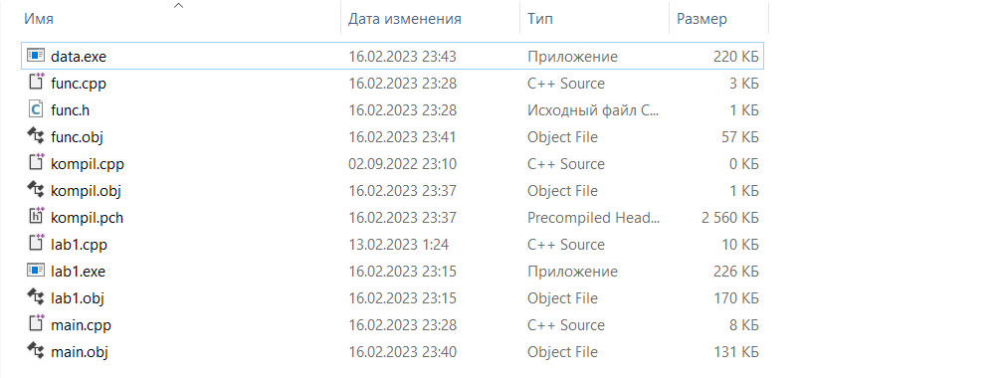 Имя Дата изменения Тип Размер
data.exe 16.02.2023 23:43 Приложение 220 КБ
func.cpp 16.02.2023 23:28 C++ Source 3 КБ
func.h 16.02.2023 23:28 Исходный файл C... 1 КБ
func.obj 16.02.2023 23:41 Object File 57 КБ
kompil.cpp 02.09.2022 23:10 C++ Source 0 КБ
kompil.obj 16.02.2023 23:37 Object File 1 КБ
kompil.pch 16.02.2023 23:37 Precompiled Head... 2 560 КБ
lab1.cpp 13.02.2023 1:24 C++ Source 10 КБ
lab1.exe 16.02.2023 23:15 Приложение 226 КБ
lab1.obj 16.02.2023 23:15 Object File 170 КБ
main.cpp 16.02.2023 23:28 C++ Source 8 КБ
main.obj 16.02.2023 23:40 Object File 131 КБ